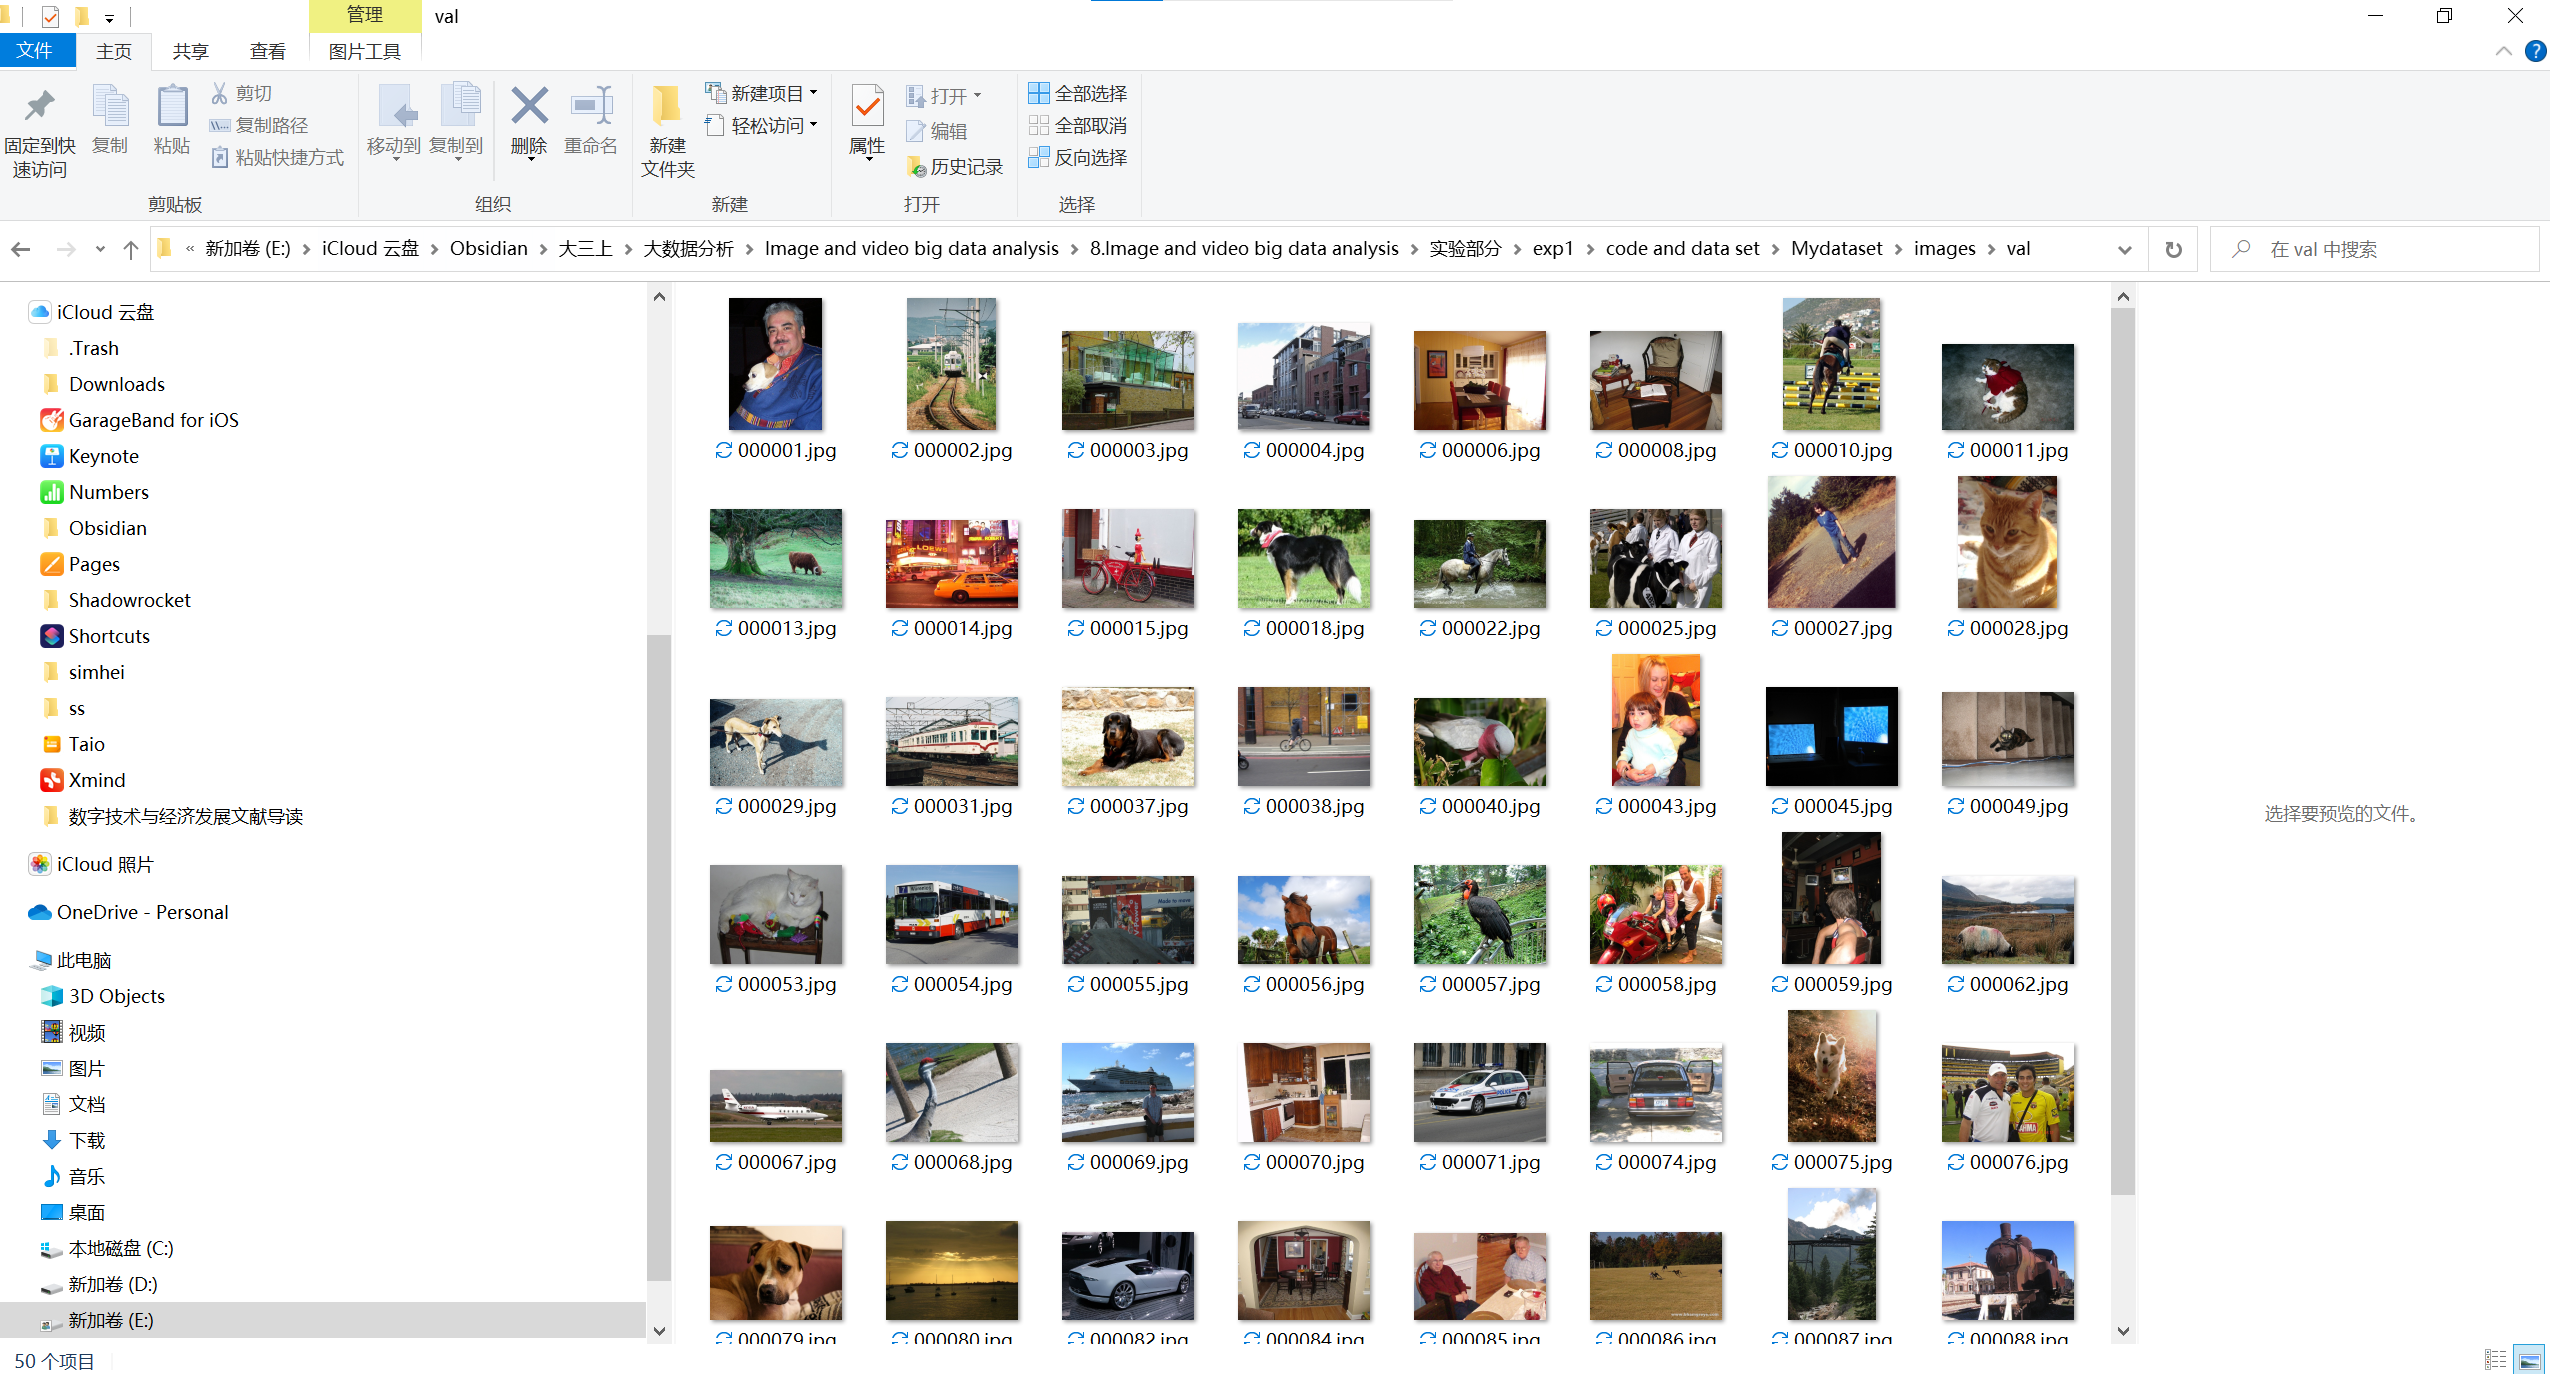 管理
val
文件
主页
共享
查看
图片工具
固定到快
速访问
复制
粘贴
剪切
复制路径
粘贴快捷方式
剪贴板
移动到
复制到
删除
重命名
组织
新建
文件夹
新建项目
轻松访问
新建
属性
打开
编辑
历史记录
打开
全部选择
全部取消
反向选择
选择
« 新加卷 (E:) › iCloud 云盘 › Obsidian › 大三上 › 大数据分析 › Image and video big data analysis › 8.Image and video big data analysis › 实验部分 › exp1 › code and data set › Mydataset › images › val
在 val 中搜索
iCloud 云盘
.Trash
Downloads
GarageBand for iOS
Keynote
Numbers
Obsidian
Pages
Shadowrocket
Shortcuts
simhei
ss
Taio
Xmind
数字技术与经济发展文献导读
iCloud 照片
OneDrive - Personal
此电脑
3D Objects
视频
图片
文档
下载
音乐
桌面
本地磁盘 (C:)
新加卷 (D:)
新加卷 (E:)
000001.jpg 000002.jpg 000003.jpg 000004.jpg 000006.jpg 000008.jpg 000010.jpg 000011.jpg
LOEWS
000013.jpg 000014.jpg 000015.jpg 000018.jpg 000022.jpg 000025.jpg 000027.jpg 000028.jpg
000029.jpg 000031.jpg 000037.jpg 000038.jpg 000040.jpg 000043.jpg 000045.jpg 000049.jpg
Made to move
000053.jpg 000054.jpg 000055.jpg 000056.jpg 000057.jpg 000058.jpg 000059.jpg 000062.jpg
POLICE
000067.jpg 000068.jpg 000069.jpg 000070.jpg 000071.jpg 000074.jpg 000075.jpg 000076.jpg
000079.jpg 000080.jpg 000082.jpg 000084.jpg 000085.jpg 000086.jpg 000087.jpg 000088.jpg
选择要预览的文件。
50 个项目